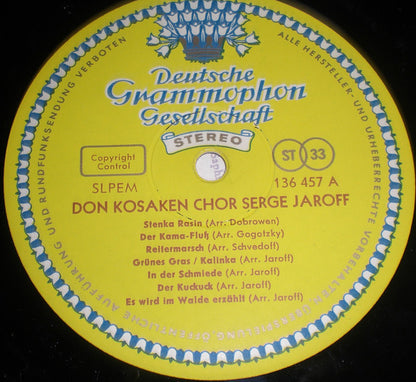 Deutsche
Grammophon
Gesellschaft
STEREO
Copyright
Control
SLPEM
ST 33
136 457 A
DON KOSAKEN CHOR SERGE JAROFF
Stenka Rasin (Arr. Dobrowen)
Der Kama-Fluß (Arr. Gogotzky)
Reitermarsch (Arr. Schvedoff)
Grünes Gras / Kalinka (Arr. Jaroff)
In der Schmiede (Arr. Jaroff)
Der Kuckuck (Arr. Jaroff)
Es wird im Walde erzählt (Arr. Jaroff)
ALLE HERSTELLER- UND URHEBERRECHTE VORBEHALTEN
ÖFFENTLICHE AUFFÜHRUNG UND RUNDFUNKSENDUNG VERBOTEN